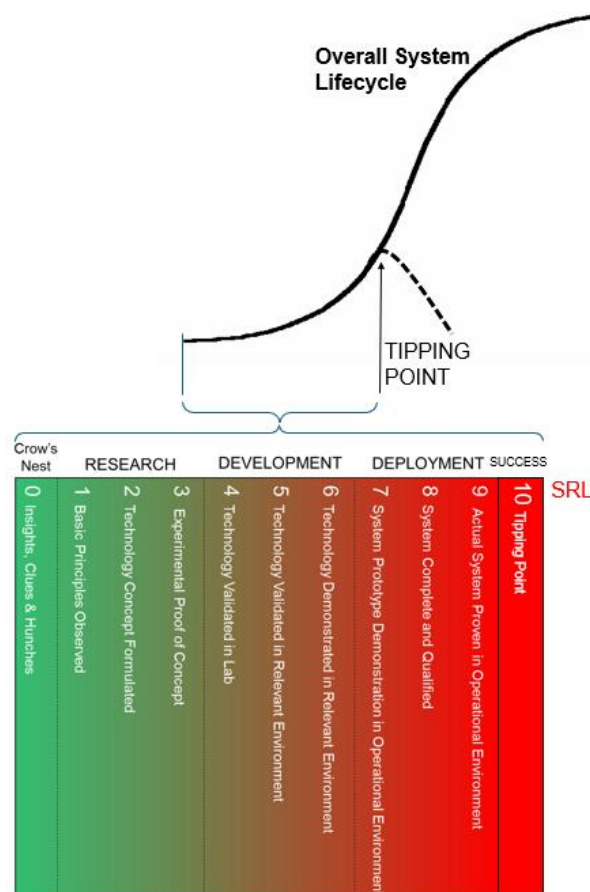 Overall System
Lifecycle
TIPPING
POINT
Crow's
Nest
RESEARCH
DEVELOPMENT
DEPLOYMENT
SUCCESS
SRL
0 Insights, Clues & Hunches
1 Basic Principles Observed
2 Technology Concept Formulated
3 Experimental Proof of Concept
4 Technology Validated in Lab
5 Technology Validated in Relevant Environment
6 Technology Demonstrated in Relevant Environment
7 System Prototype Demonstration in Operational Environment
8 System Complete and Qualified
9 Actual System Proven in Operational Environment
10 Tipping Point